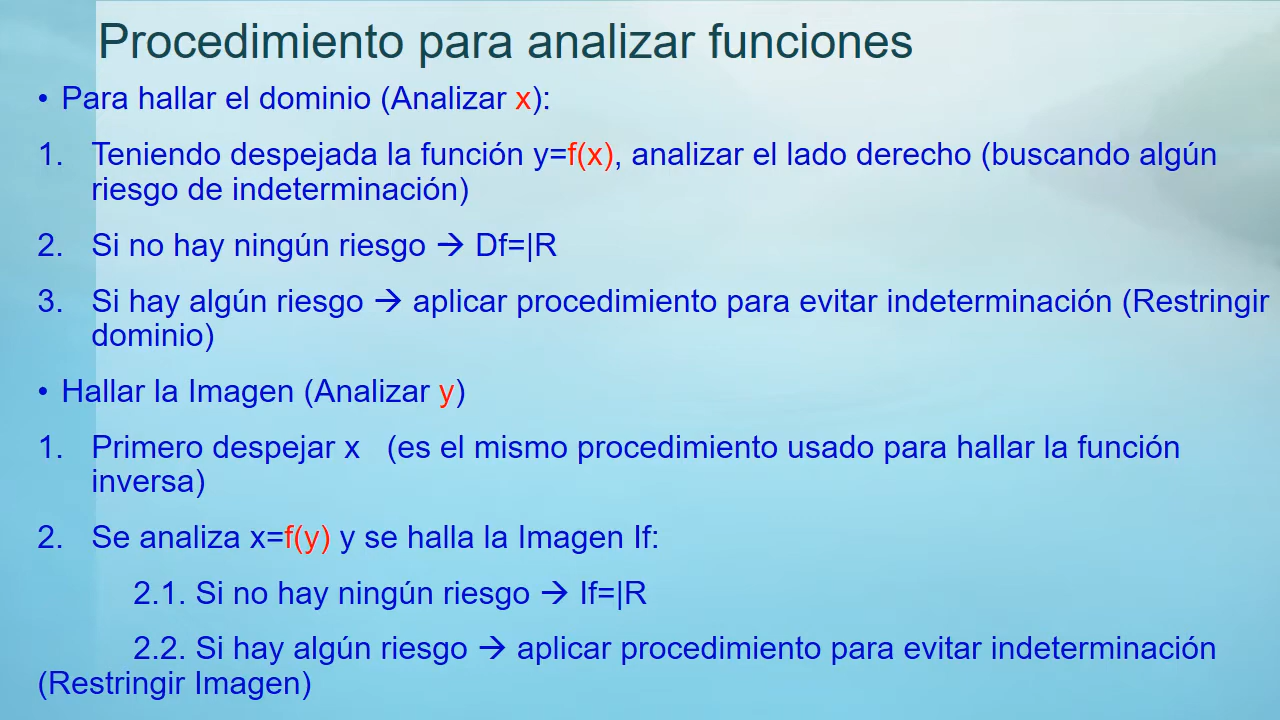 Procedimiento para analizar funciones
• Para hallar el dominio (Analizar x):
1. Teniendo despejada la función y=f(x), analizar el lado derecho (buscando algún
riesgo de indeterminación)
2. Si no hay ningún riesgo → Df=|R
3. Si hay algún riesgo → aplicar procedimiento para evitar indeterminación (Restringir
dominio)
• Hallar la Imagen (Analizar y)
1. Primero despejar x (es el mismo procedimiento usado para hallar la función
inversa)
2. Se analiza x=f(y) y se halla la Imagen If:
2.1. Si no hay ningún riesgo → If=|R
2.2. Si hay algún riesgo → aplicar procedimiento para evitar indeterminación
(Restringir Imagen)